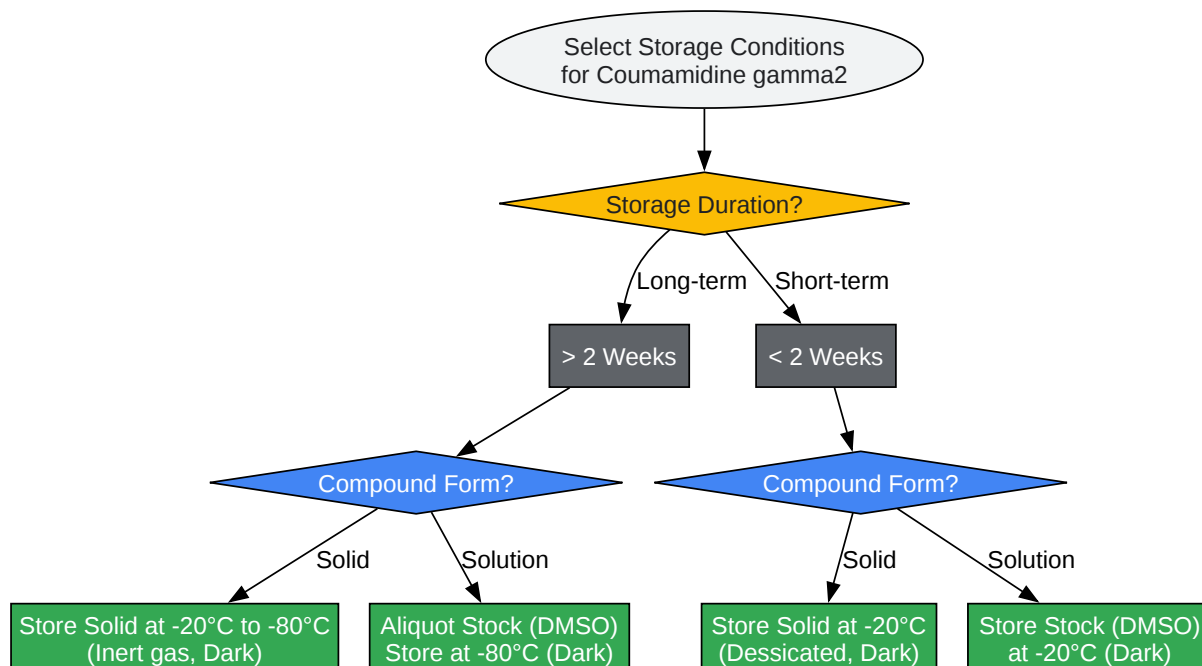 Select Storage Conditions
for Coumamidine gamma2
Storage Duration?
Long-term
Short-term
> 2 Weeks
< 2 Weeks
Compound Form?
Compound Form?
Solid
Solution
Solid
Solution
Store Solid at -20°C to -80°C
(Inert gas, Dark)
Aliquot Stock (DMSO)
Store at -80°C (Dark)
Store Solid at -20°C
(Dessicated, Dark)
Store Stock (DMSO)
at -20°C (Dark)